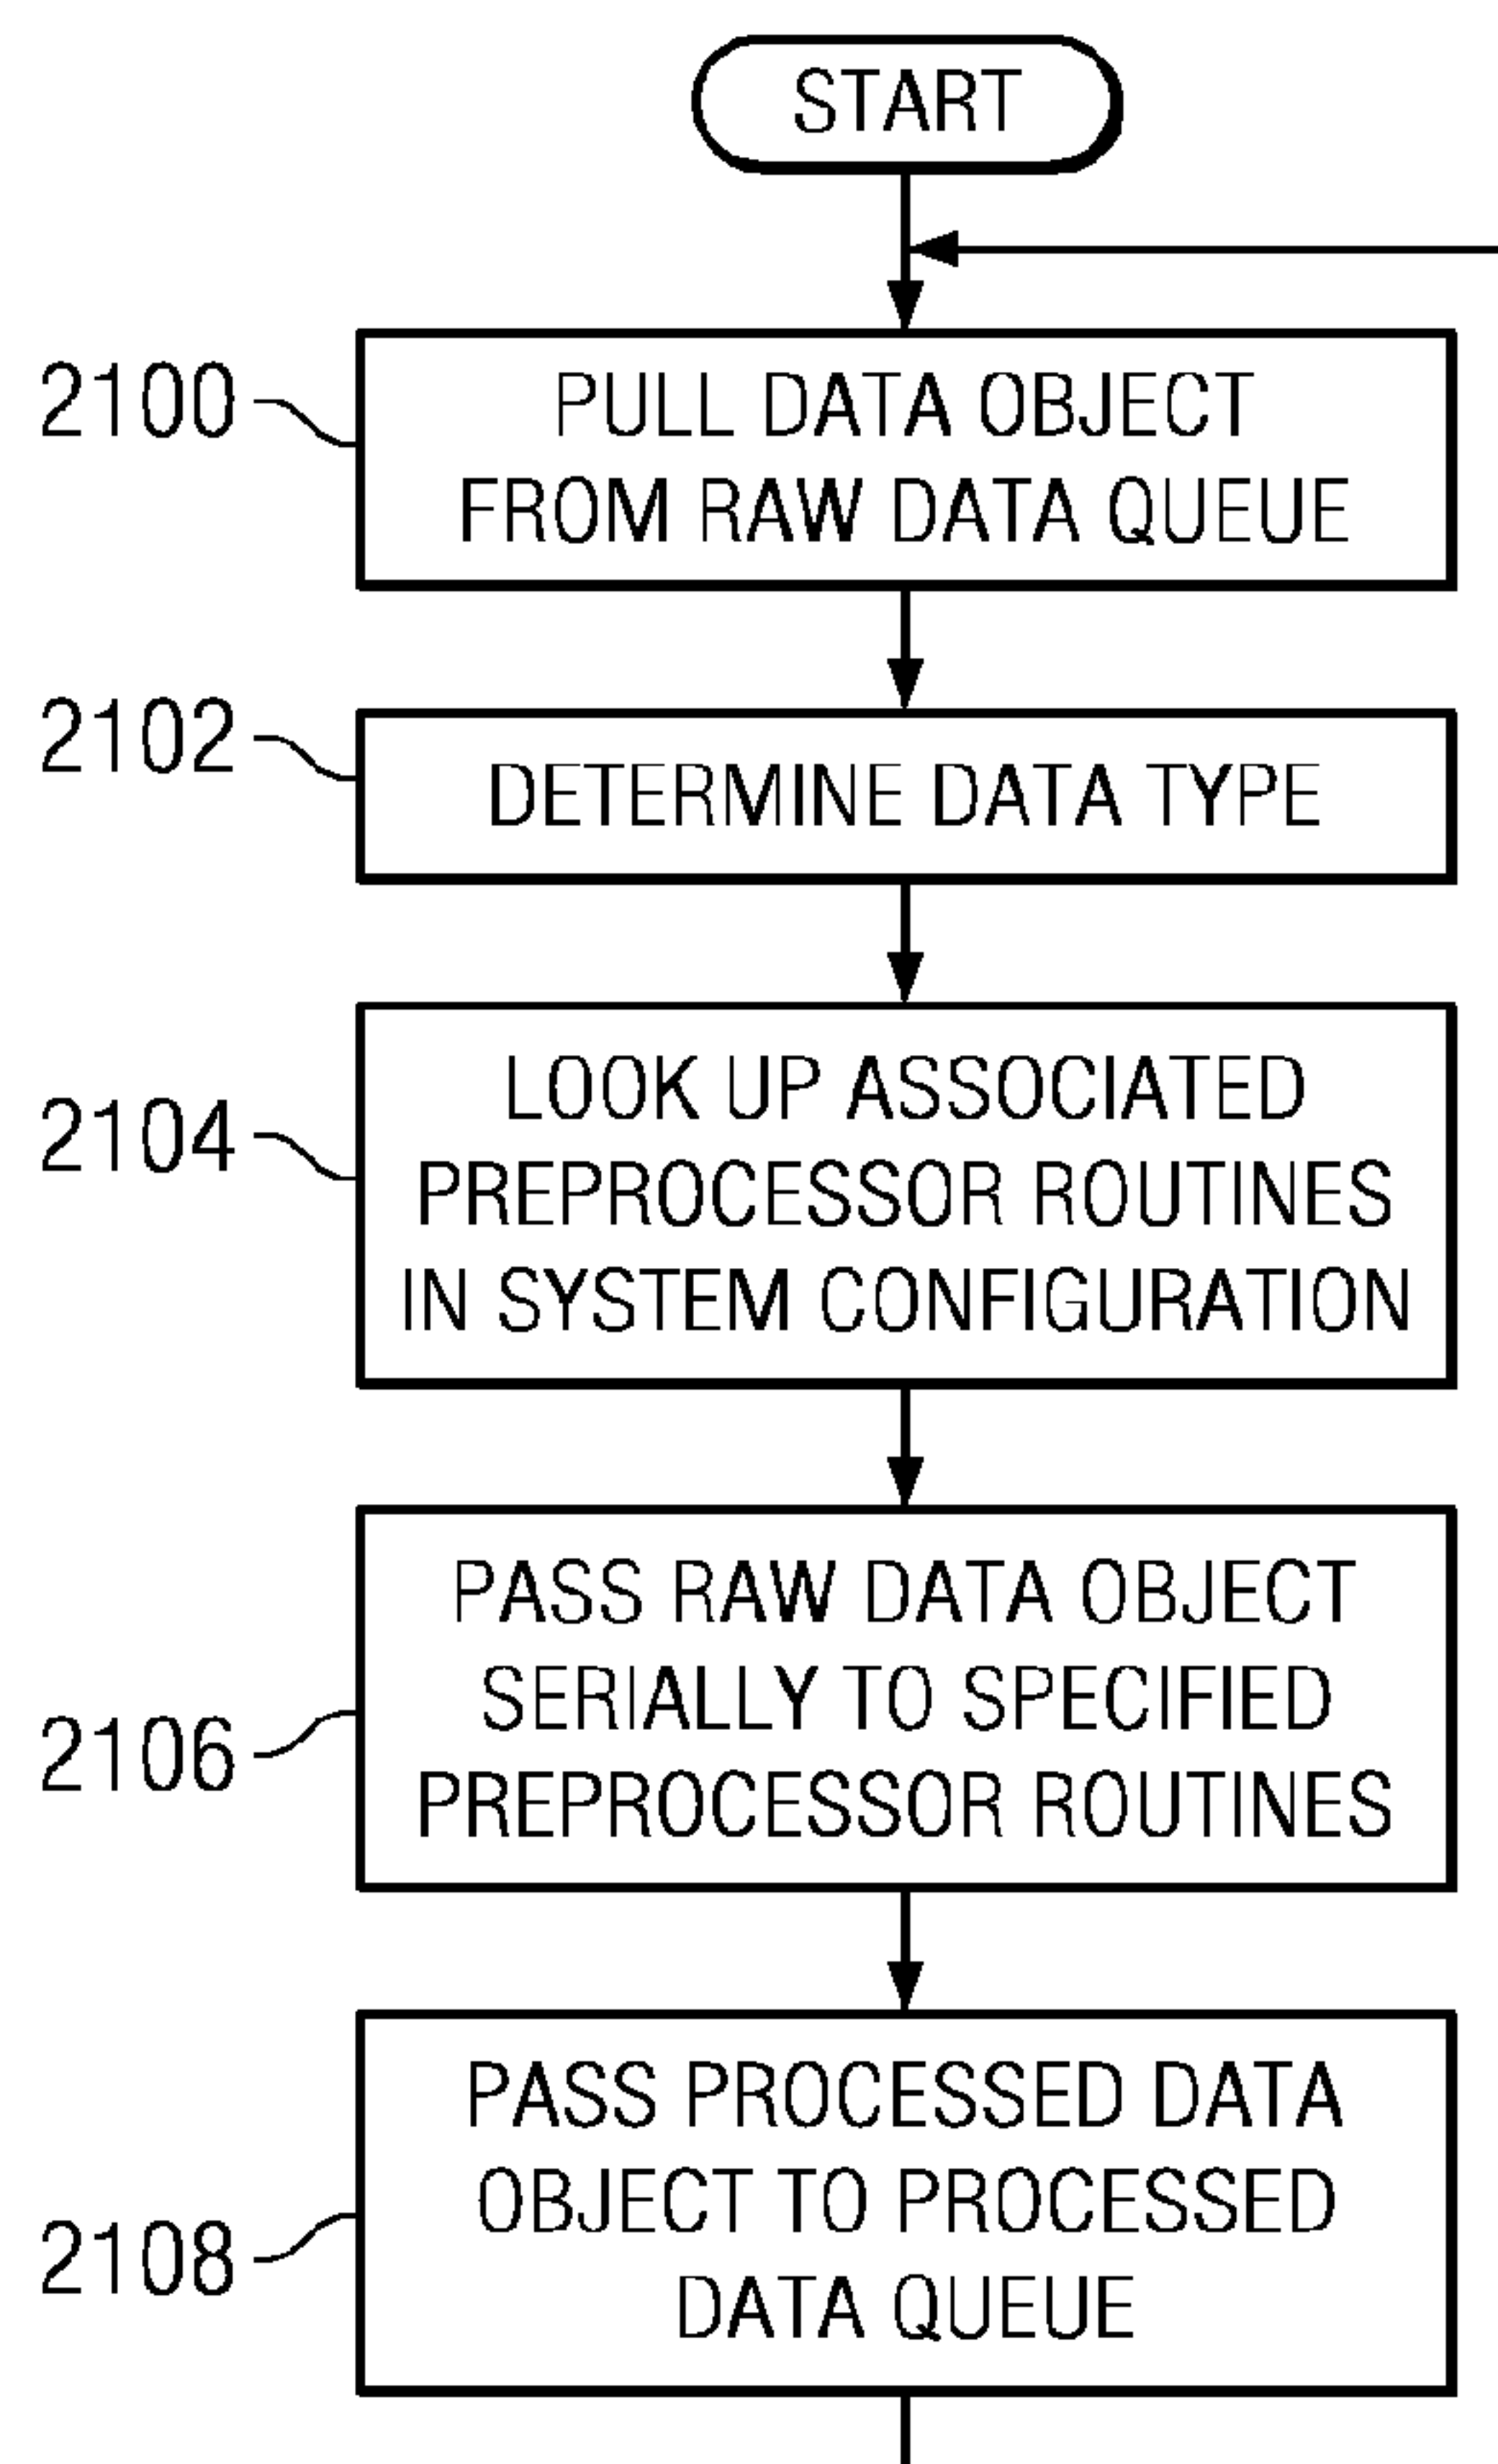 START
2100
PULL DATA OBJECT
FROM RAW DATA QUEUE
2102
DETERMINE DATA TYPE
2104
LOOK UP ASSOCIATED
PREPROCESSOR ROUTINES
IN SYSTEM CONFIGURATION
2106
PASS RAW DATA OBJECT
SERIALLY TO SPECIFIED
PREPROCESSOR ROUTINES
2108
PASS PROCESSED DATA
OBJECT TO PROCESSED
DATA QUEUE